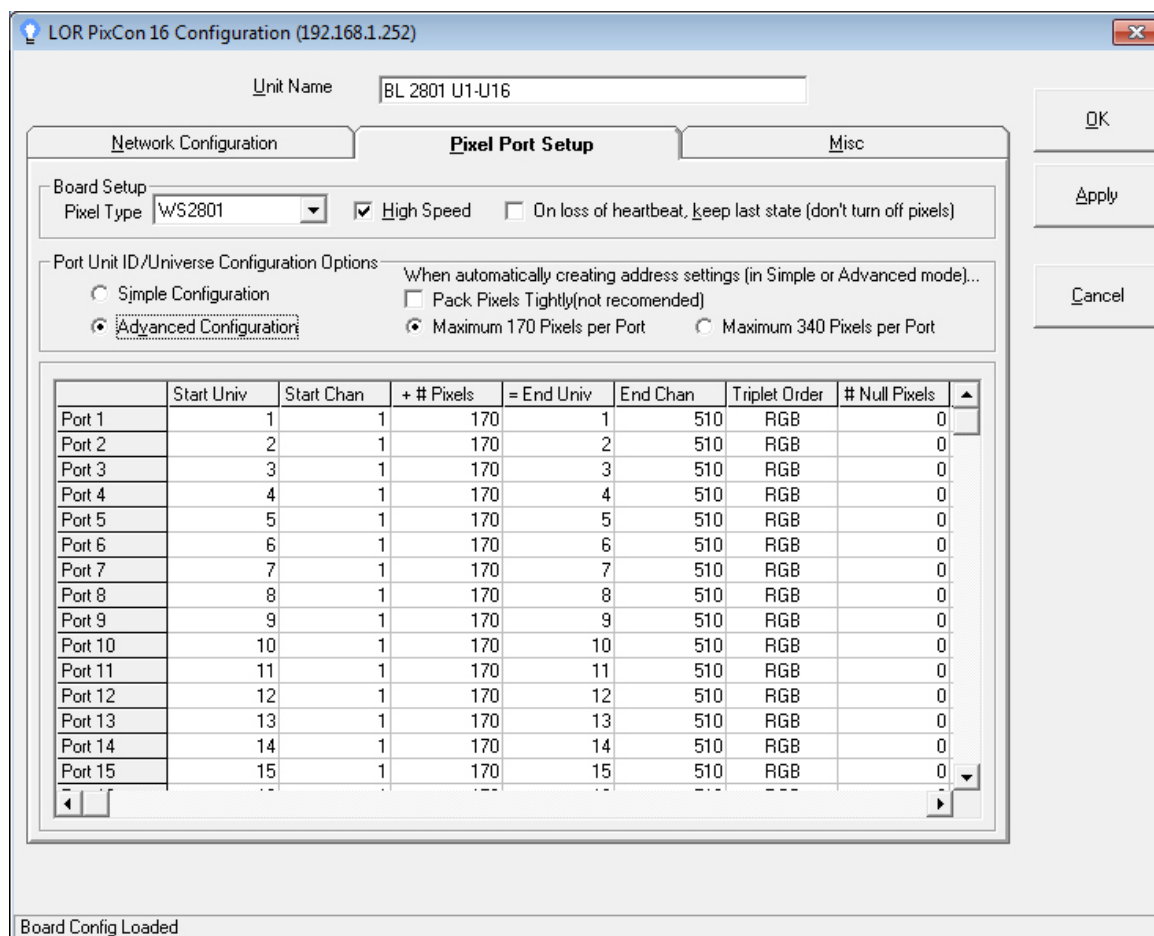 LOR PixCon 16 Configuration (192.168.1.252)
Unit Name BL 2801 U1-U16
OK
Network Configuration Pixel Port Setup Misc
Apply
Board Setup
Pixel Type WS2801 High Speed On loss of heartbeat, keep last state (don't turn off pixels)
Port Unit ID/Universe Configuration Options
When automatically creating address settings (in Simple or Advanced mode)...
Simple Configuration Pack Pixels Tightly(not recomended)
Cancel
Advanced Configuration Maximum 170 Pixels per Port Maximum 340 Pixels per Port
Start Univ Start Chan + # Pixels = End Univ End Chan Triplet Order # Null Pixels
Port 1 1 1 170 1 510 RGB 0
Port 2 2 1 170 2 510 RGB 0
Port 3 3 1 170 3 510 RGB 0
Port 4 4 1 170 4 510 RGB 0
Port 5 5 1 170 5 510 RGB 0
Port 6 6 1 170 6 510 RGB 0
Port 7 7 1 170 7 510 RGB 0
Port 8 8 1 170 8 510 RGB 0
Port 9 9 1 170 9 510 RGB 0
Port 10 10 1 170 10 510 RGB 0
Port 11 11 1 170 11 510 RGB 0
Port 12 12 1 170 12 510 RGB 0
Port 13 13 1 170 13 510 RGB 0
Port 14 14 1 170 14 510 RGB 0
Port 15 15 1 170 15 510 RGB 0
Board Config Loaded